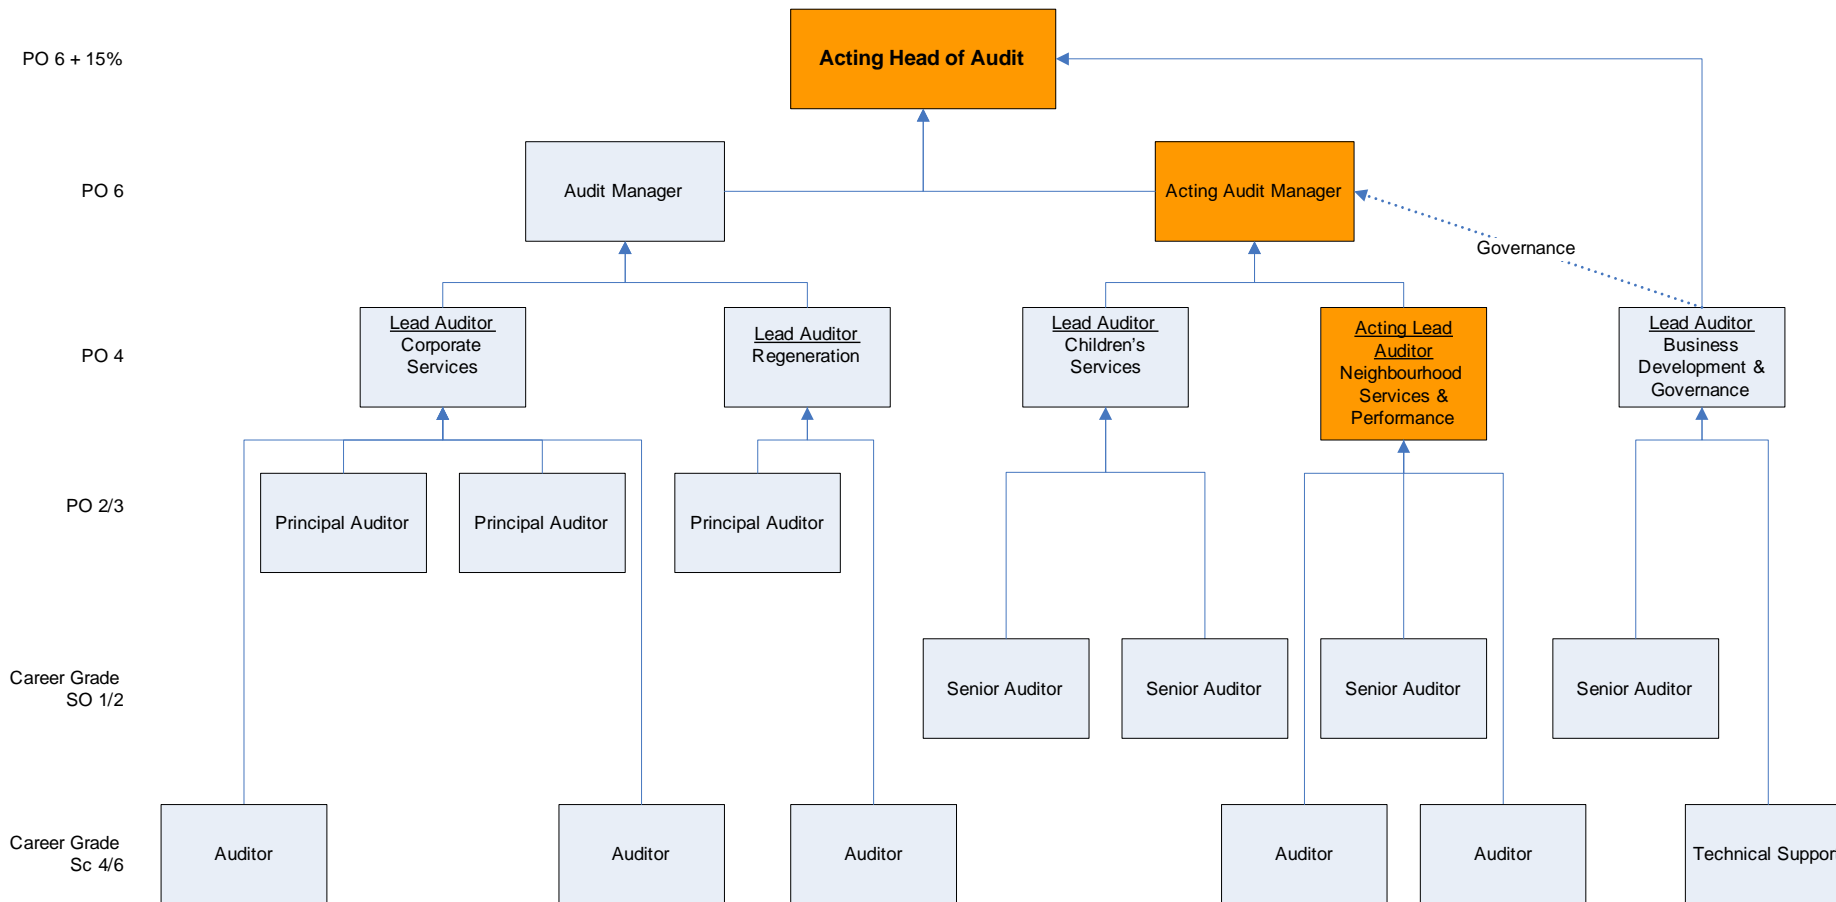 PO 6 + 15%
Acting Head of Audit
PO 6
Audit Manager
Acting Audit Manager
Governance
PO 4
Lead Auditor
Corporate
Services
Lead Auditor
Regeneration
Lead Auditor
Children's
Services
Acting Lead
Auditor
Neighbourhood
Services &
Performance
Lead Auditor
Business
Development &
Governance
PO 2/3
Principal Auditor
Principal Auditor
Principal Auditor
Career Grade
SO 1/2
Senior Auditor
Senior Auditor
Senior Auditor
Senior Auditor
Career Grade
Sc 4/6
Auditor
Auditor
Auditor
Auditor
Auditor
Technical Support